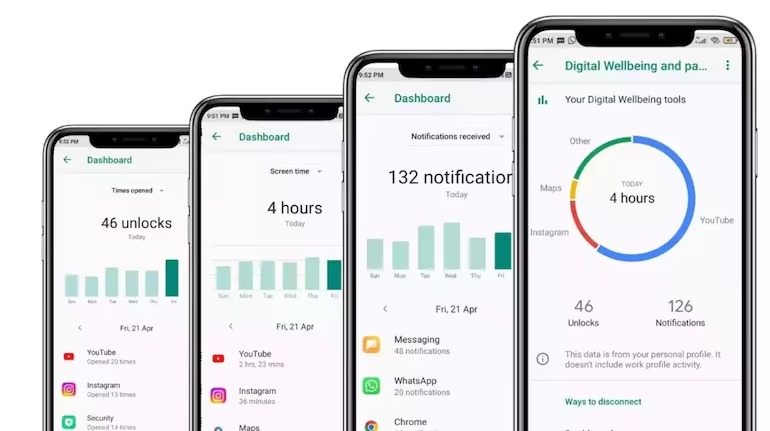 9:52 PM
Dashboard
Times opened
46 unlocks
Today
Sun Mon Tue Wed Thu Fri
Fri, 21 Apr
YouTube
Opened 20 times
Instagram
Opened 15 times
Security
Opened 14 times
9:51 PM
Dashboard
Screen time
4 hours
Today
Sun Mon Tue Wed Thu Fri
Fri, 21 Apr
YouTube
2 hrs, 23 mins
Instagram
36 minutes
Maps
9:52 PM
Dashboard
Notifications received
132 notification
Today
Sun Mon Tue Wed Thu Fri
Fri, 21 Apr
Messaging
48 notifications
WhatsApp
20 notifications
Chrome
:51 PM
Digital Wellbeing and pa...
Your Digital Wellbeing tools
Other
Maps
Instagram
YouTube
TODAY
4 hours
46
Unlocks
126
Notifications
This data is from your personal profile. It
doesn't include work profile activity.
Ways to disconnect